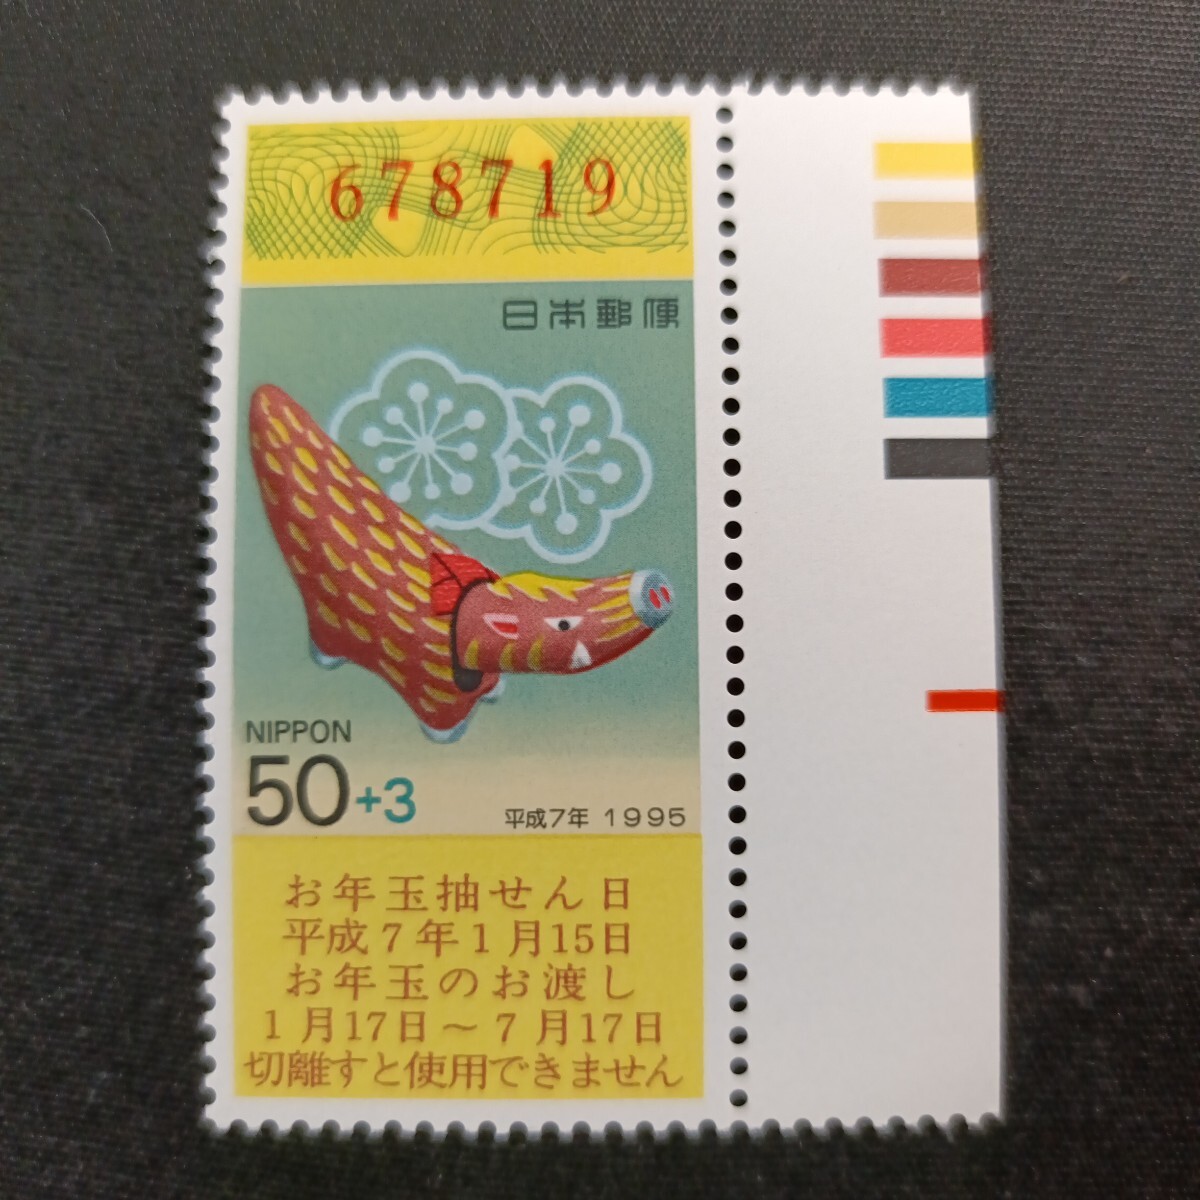 678719
日本郵便
NIPPON
50+3
平成7年 1995
お年玉抽せん日
平成7年1月15日
お年玉のお渡し
1月17日～7月17日
切離すと使用できません